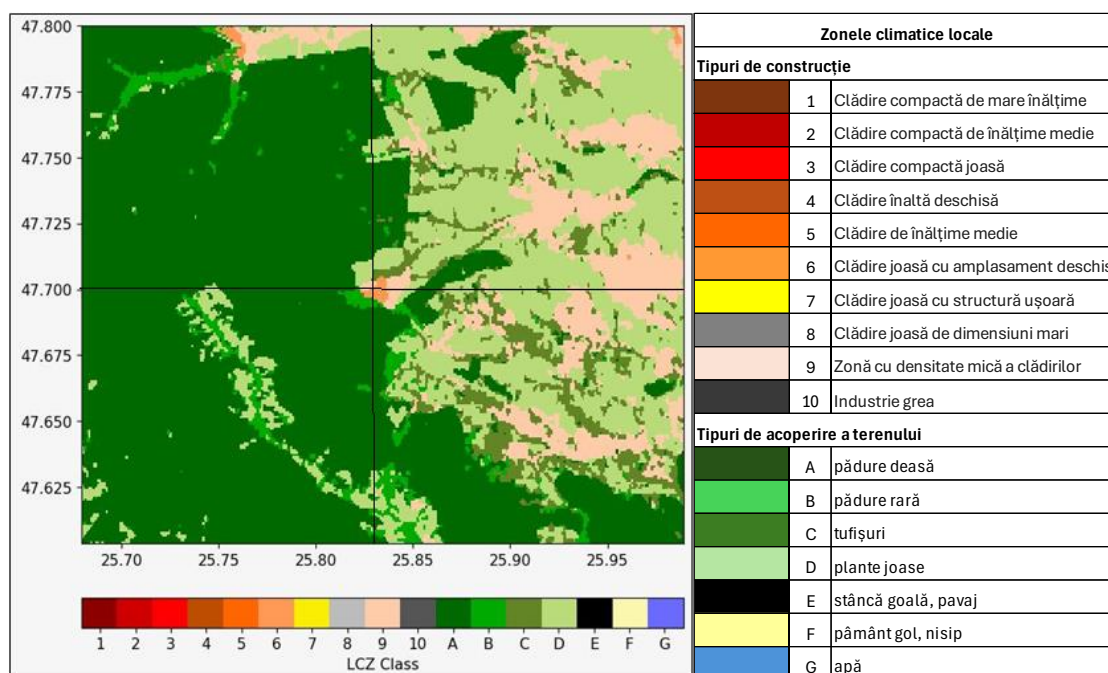 47.800
47.775
47.750
47.725
47.700
47.675
47.650
47.625
25.70 25.75 25.80 25.85 25.90 25.95
1 2 3 4 5 6 7 8 9 10 A B C D E F G
LCZ Class
Zonele climatice locale
Tipuri de construcție
1 Clădire compactă de mare înălțime
2 Clădire compactă de înălțime medie
3 Clădire compactă joasă
4 Clădire înaltă deschisă
5 Clădire de înălțime medie
6 Clădire joasă cu amplasament deschis
7 Clădire joasă cu structură ușoară
8 Clădire joasă de dimensiuni mari
9 Zonă cu densitate mică a clădirilor
10 Industrie grea
Tipuri de acoperire a terenului
A pădure deasă
B pădure rară
C tufișuri
D plante joase
E stâncă goală, pavaj
F pâmânt gol, nisip
G apă